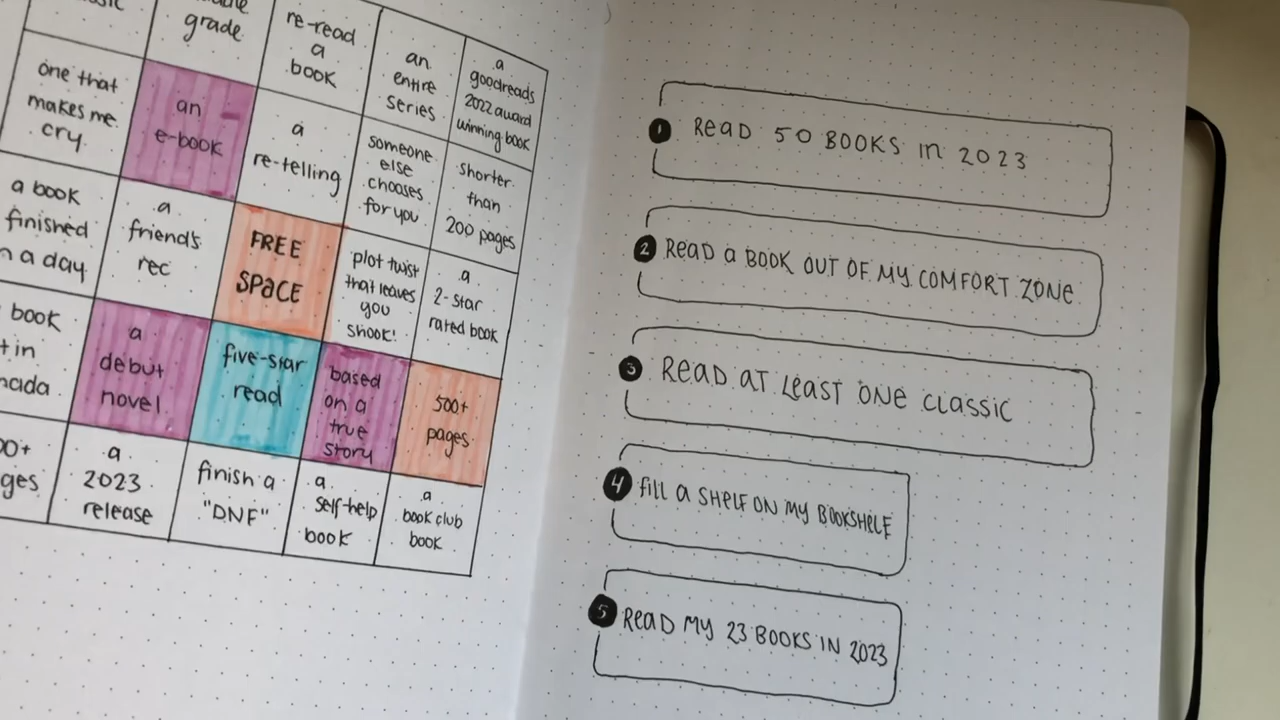 grade
re-read
a
book
an
entire
series
a
goodreads
2022 award
winning book
one that
makes me
cry
an
e-book
a
re-telling
someone
else
chooses
for you
shorter
than
200 pages
a book
finished
a day
a
friend's
rec
FREE
SPACE
plot twist
that leaves
you
shook!
a
2-star
rated book
book
in
a
debut
novel
five-star
read
based
on a
true
story
500+
pages
a
2023
release
finish a
"DNF"
a
self-help
book
a
book club
book
1 READ 50 BOOKS IN 2023
2 READ A BOOK OUT OF MY COMFORT ZONE
3 READ AT LEAST ONE CLASSIC
4 FILL A SHELF ON MY BOOKSHELF
5 READ MY 23 BOOKS IN 2023